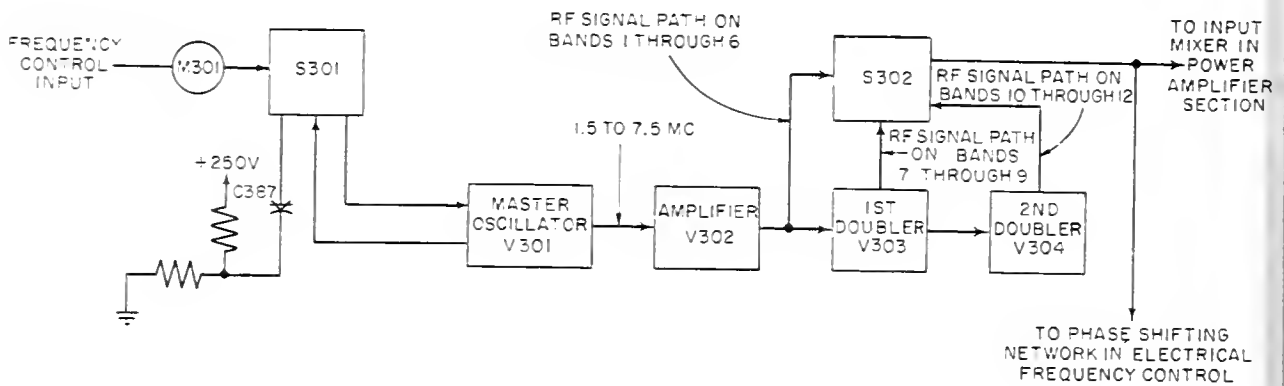 FREQUENCY
CONTROL
INPUT
M301
S301
+250V
C387
MASTER
OSCILLATOR
V301
1.5 TO 7.5 MC
AMPLIFIER
V302
RF SIGNAL PATH ON
BANDS 1 THROUGH 6
S302
RF SIGNAL PATH
ON BANDS
7 THROUGH 9
1ST
DOUBLER
V303
2ND
DOUBLER
V304
RF SIGNAL PATH ON
BANDS 10 THROUGH 12
TO INPUT
MIXER IN
POWER
AMPLIFIER
SECTION
TO PHASE SHIFTING
NETWORK IN ELECTRICAL
FREQUENCY CONTROL